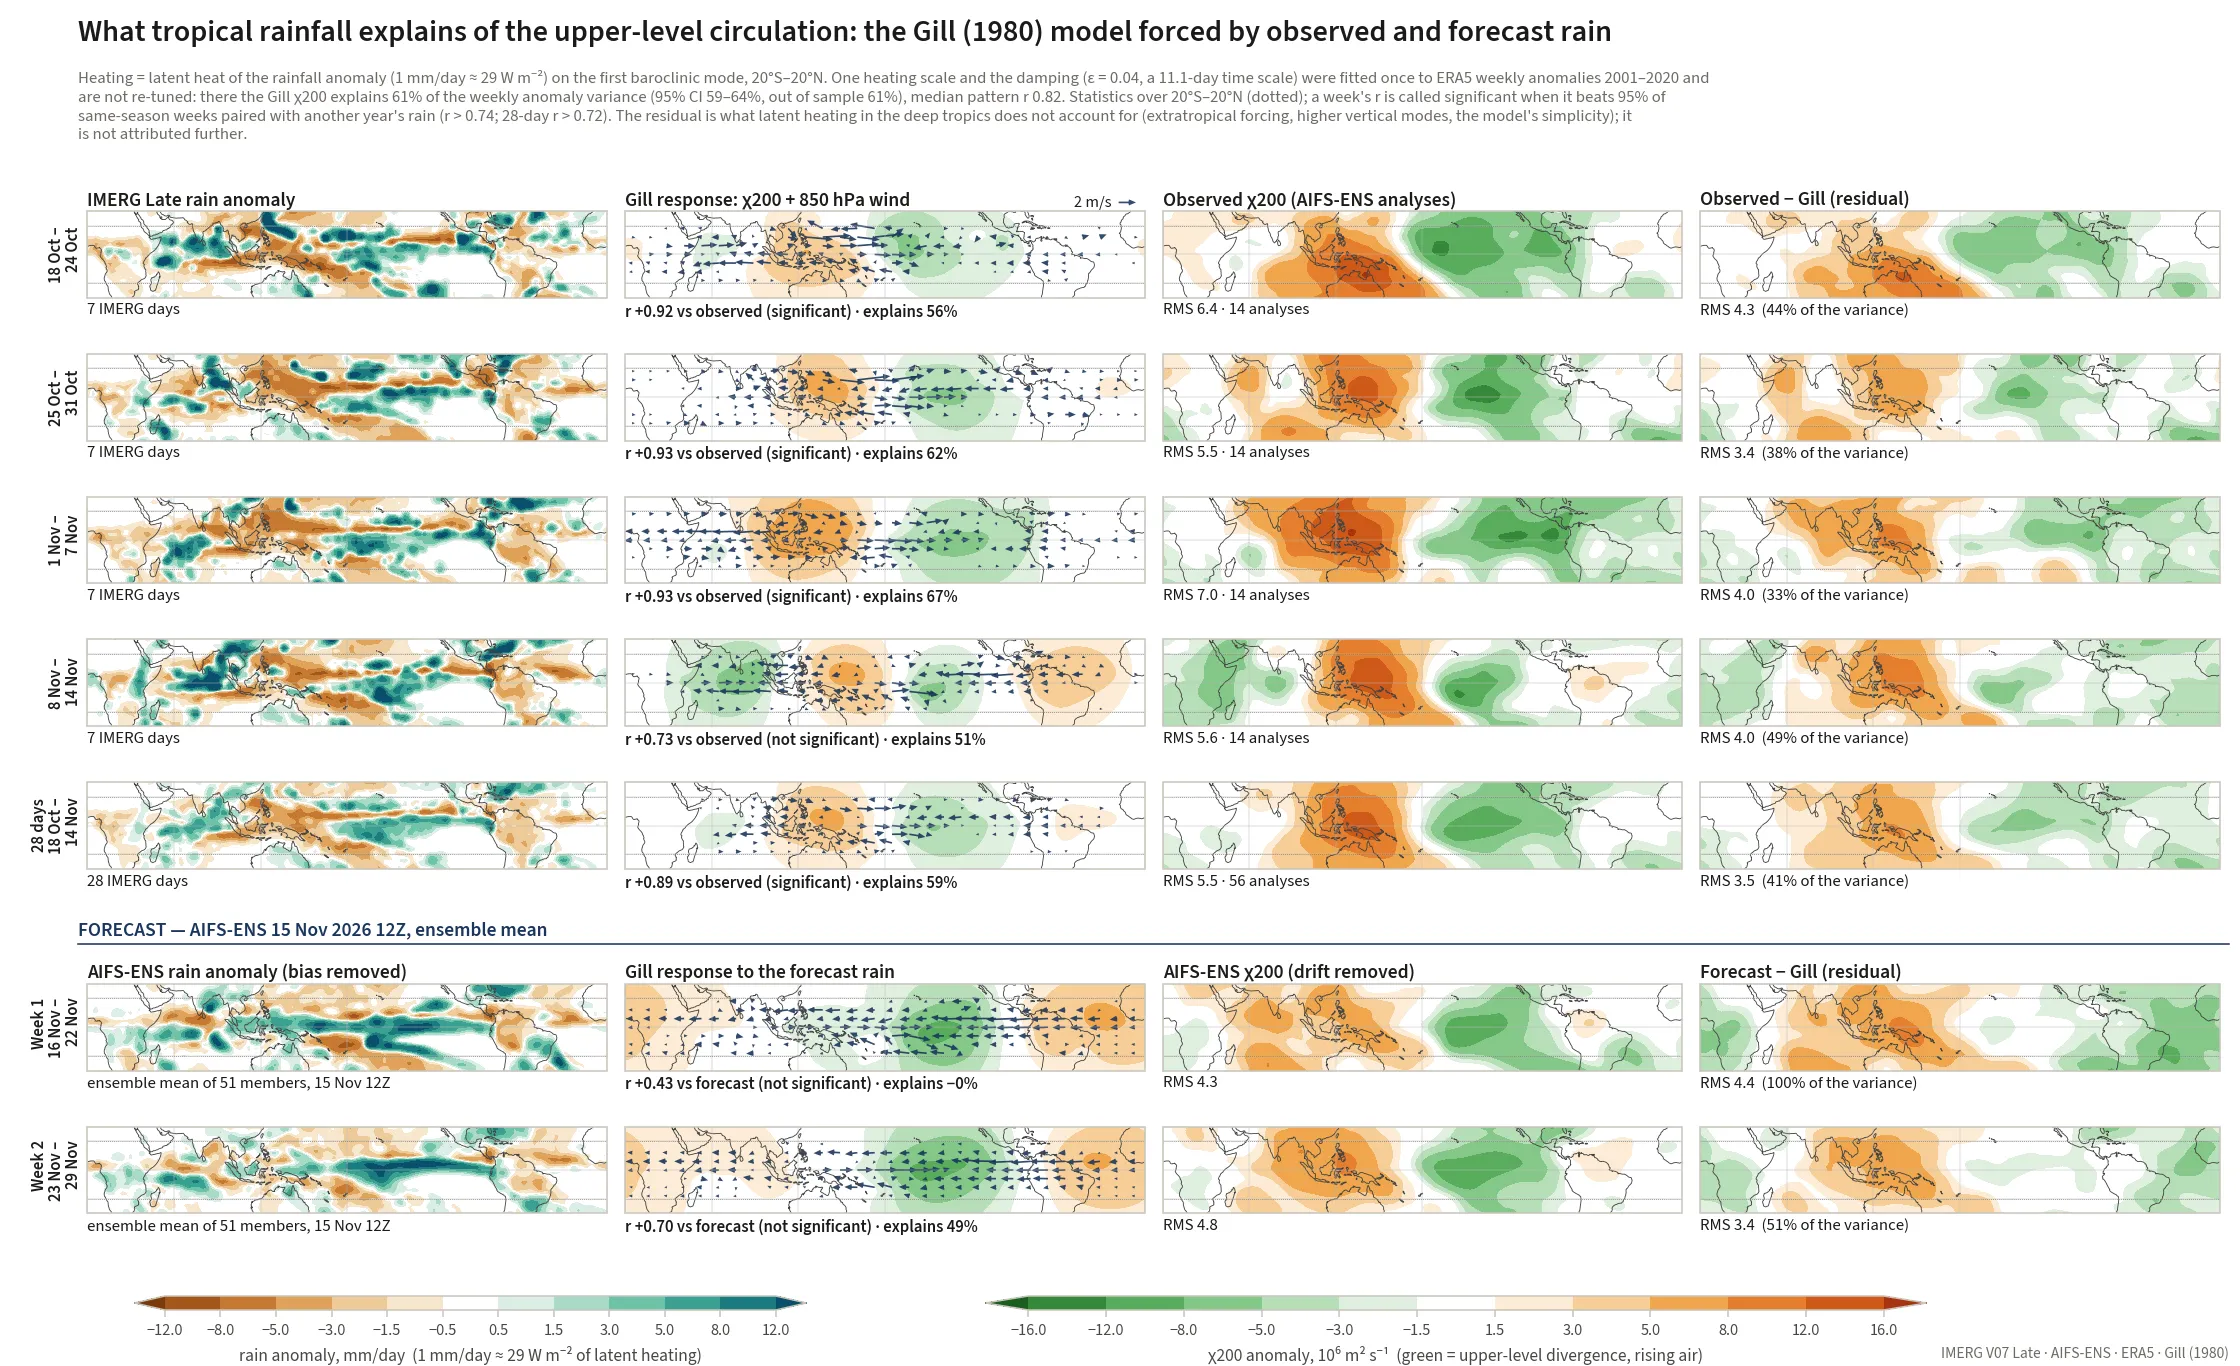 What tropical rainfall explains of the upper-level circulation: the Gill (1980) model forced by observed and forecast rain
Heating = latent heat of the rainfall anomaly (1 mm/day ≈ 29 W m⁻²) on the first baroclinic mode, 20°S–20°N. One heating scale and the damping (ε = 0.04, a 11.1-day time scale) were fitted once to ERA5 weekly anomalies 2001–2020 and
are not re-tuned: there the Gill χ200 explains 61% of the weekly anomaly variance (95% CI 59–64%, out of sample 61%), median pattern r 0.82. Statistics over 20°S–20°N (dotted); a week's r is called significant when it beats 95% of
same-season weeks paired with another year's rain (r > 0.74; 28-day r > 0.72). The residual is what latent heating in the deep tropics does not account for (extratropical forcing, higher vertical modes, the model's simplicity); it
is not attributed further.
IMERG Late rain anomaly
Gill response: χ200 + 850 hPa wind
2 m/s
Observed χ200 (AIFS-ENS analyses)
Observed − Gill (residual)
18 Oct –
24 Oct
7 IMERG days
r +0.92 vs observed (significant) · explains 56%
RMS 6.4 · 14 analyses
RMS 4.3 (44% of the variance)
25 Oct –
31 Oct
7 IMERG days
r +0.93 vs observed (significant) · explains 62%
RMS 5.5 · 14 analyses
RMS 3.4 (38% of the variance)
1 Nov –
7 Nov
7 IMERG days
r +0.93 vs observed (significant) · explains 67%
RMS 7.0 · 14 analyses
RMS 4.0 (33% of the variance)
8 Nov –
14 Nov
7 IMERG days
r +0.73 vs observed (not significant) · explains 51%
RMS 5.6 · 14 analyses
RMS 4.0 (49% of the variance)
28 days
18 Oct –
14 Nov
28 IMERG days
r +0.89 vs observed (significant) · explains 59%
RMS 5.5 · 56 analyses
RMS 3.5 (41% of the variance)
FORECAST — AIFS-ENS 15 Nov 2026 12Z, ensemble mean
AIFS-ENS rain anomaly (bias removed)
Gill response to the forecast rain
AIFS-ENS χ200 (drift removed)
Forecast − Gill (residual)
Week 1
16 Nov –
22 Nov
ensemble mean of 51 members, 15 Nov 12Z
r +0.43 vs forecast (not significant) · explains −0%
RMS 4.3
RMS 4.4 (100% of the variance)
Week 2
23 Nov –
29 Nov
ensemble mean of 51 members, 15 Nov 12Z
r +0.70 vs forecast (not significant) · explains 49%
RMS 4.8
RMS 3.4 (51% of the variance)
−12.0 −8.0 −5.0 −3.0 −1.5 −0.5 0.5 1.5 3.0 5.0 8.0 12.0
rain anomaly, mm/day (1 mm/day ≈ 29 W m⁻² of latent heating)
−16.0 −12.0 −8.0 −5.0 −3.0 −1.5 1.5 3.0 5.0 8.0 12.0 16.0
χ200 anomaly, 10⁶ m² s⁻¹ (green = upper-level divergence, rising air)
IMERG V07 Late · AIFS-ENS · ERA5 · Gill (1980)